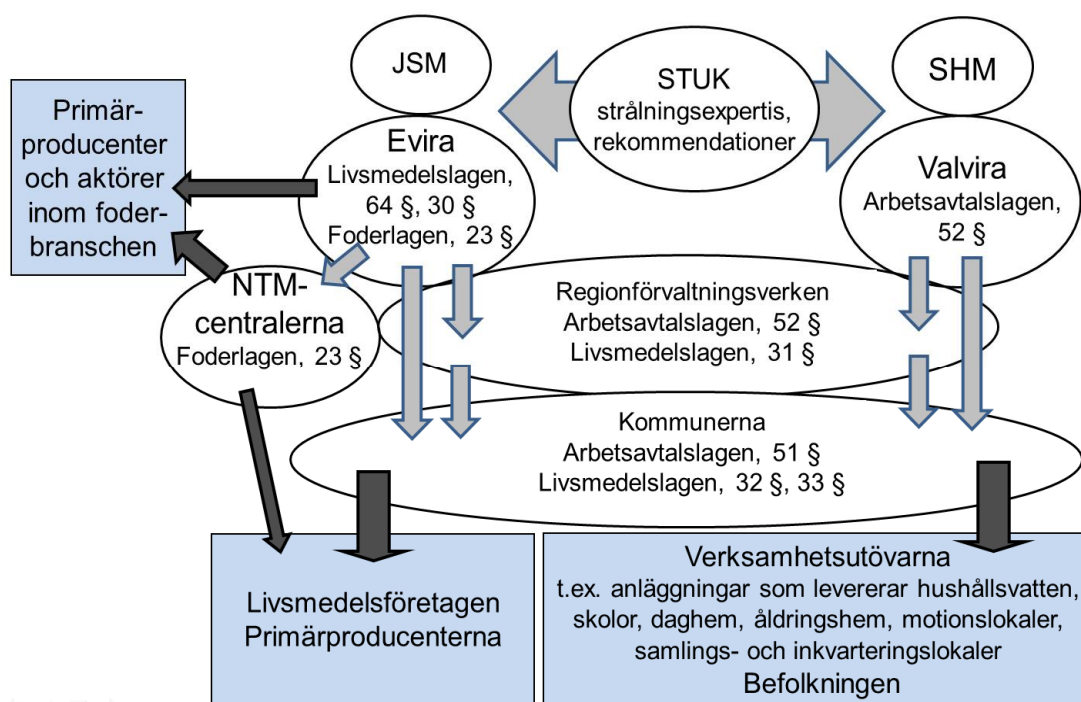 JSM
STUK
strålningsexpertis,
rekommendationer
SHM
Primär-
producenter
och aktörer
inom foder-
branschen
Evira
Livsmedelslagen,
64 §, 30 §
Foderlagen, 23 §
Valvira
Arbetsavtalslagen,
52 §
NTM-
centralerna
Foderlagen, 23 §
Regionförvaltningsverken
Arbetsavtalslagen, 52 §
Livsmedelslagen, 31 §
Kommunerna
Arbetsavtalslagen, 51 §
Livsmedelslagen, 32 §, 33 §
Livsmedelsföretagen
Primärproducenterna
Verksamhetsutövarna
t.ex. anläggningar som levererar hushållsvatten,
skolor, daghem, åldringshem, motionslokaler,
samlings- och inkvarteringslokaler
Befolkningen